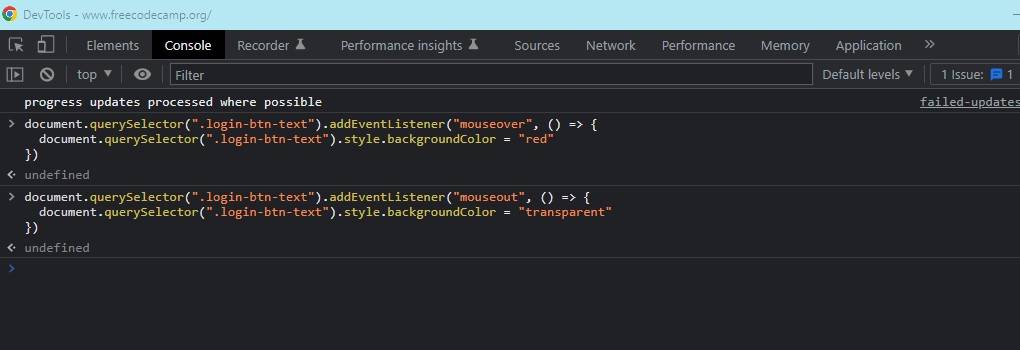 DevTools - www.freecodecamp.org/
Elements Console Recorder Performance insights Sources Network Performance Memory Application »
top Filter Default levels 1 Issue: 1
progress updates processed where possible failed-updates
> document.querySelector(".login-btn-text").addEventListener("mouseover", () => {
document.querySelector(".login-btn-text").style.backgroundColor = "red"
})
undefined
> document.querySelector(".login-btn-text").addEventListener("mouseout", () => {
document.querySelector(".login-btn-text").style.backgroundColor = "transparent"
})
undefined
>